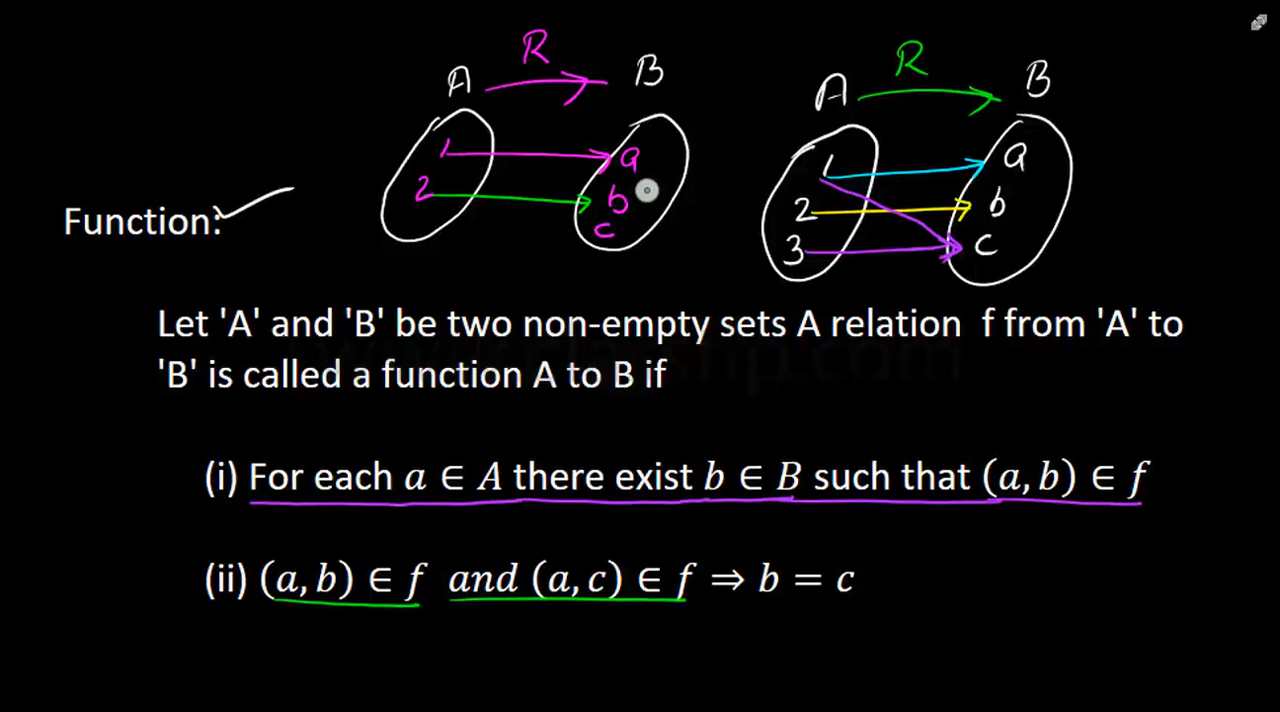 R
A
B
1
a
2
b
c
R
A
B
1
a
2
b
3
c
Function:
Let 'A' and 'B' be two non-empty sets A relation f from 'A' to
'B' is called a function A to B if
(i) For each a ∈ A there exist b ∈ B such that (a, b) ∈ f
(ii) (a, b) ∈ f and (a, c) ∈ f ⇒ b = c